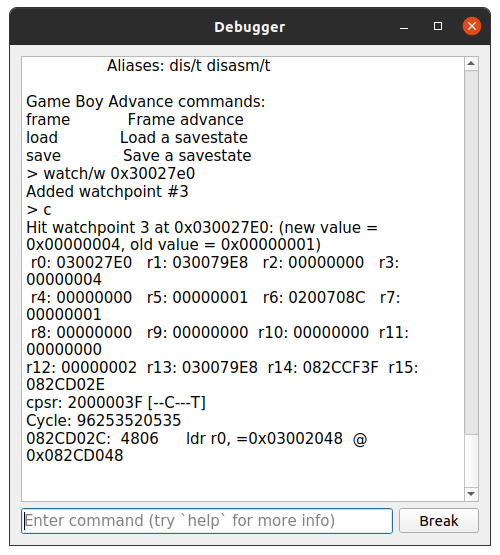 Debugger
Aliases: dis/t disasm/t
Game Boy Advance commands:
frame Frame advance
load Load a savestate
save Save a savestate
> watch/w 0x30027e0
Added watchpoint #3
> c
Hit watchpoint 3 at 0x030027E0: (new value =
0x00000004, old value = 0x00000001)
r0: 030027E0 r1: 030079E8 r2: 00000000 r3:
00000004
r4: 00000000 r5: 00000001 r6: 0200708C r7:
00000001
r8: 00000000 r9: 00000000 r10: 00000000 r11:
00000000
r12: 00000002 r13: 030079E8 r14: 082CCF3F r15:
082CD02E
cpsr: 2000003F [--C---T]
Cycle: 96253520535
082CD02C: 4806 ldr r0, =0x03002048 @
0x082CD048
Enter command (try `help` for more info)
Break